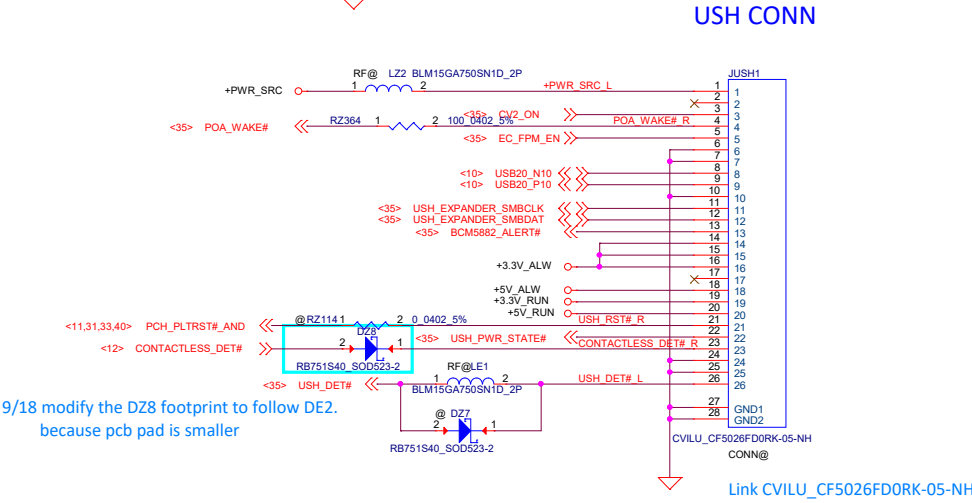 USH CONN
RF@ LZ2 BLM15GA750SN1D_2P
JUSH1
+PWR_SRC 1 2 +PWR_SRC_L 1 1
2 2
<35> CV2_ON 3 3
<35> POA_WAKE# RZ364 1 2 100_0402_5% POA_WAKE#_R 4 4
<35> EC_FPM_EN 5 5
6 6
7 7
<10> USB20_N10 8 8
<10> USB20_P10 9 9
10 10
<35> USH_EXPANDER_SMBCLK 11 11
<35> USH_EXPANDER_SMBDAT 12 12
<35> BCM5882_ALERT# 13 13
14 14
15 15
+3.3V_ALW 16 16
17 17
+5V_ALW 18 18
+3.3V_RUN 19 19
+5V_RUN 20 20
<11,31,33,40> PCH_PLTRST#_AND @RZ114 1 2 0_0402_5% USH_RST#_R 21 21
<35> USH_PWR_STATE# 22 22
<12> CONTACTLESS_DET# 2 DZ8 1 CONTACTLESS_DET#_R 23 23
RB751S40_SOD523-2
24 24
25 25
RF@LE1
<35> USH_DET# 1 2 USH_DET#_L 26 26
BLM15GA750SN1D_2P
@ DZ7
2 1
RB751S40_SOD523-2
27 GND1
28 GND2
9/18 modify the DZ8 footprint to follow DE2.
because pcb pad is smaller
CVILU_CF5026FD0RK-05-NH
CONN@
Link CVILU_CF5026FD0RK-05-NH